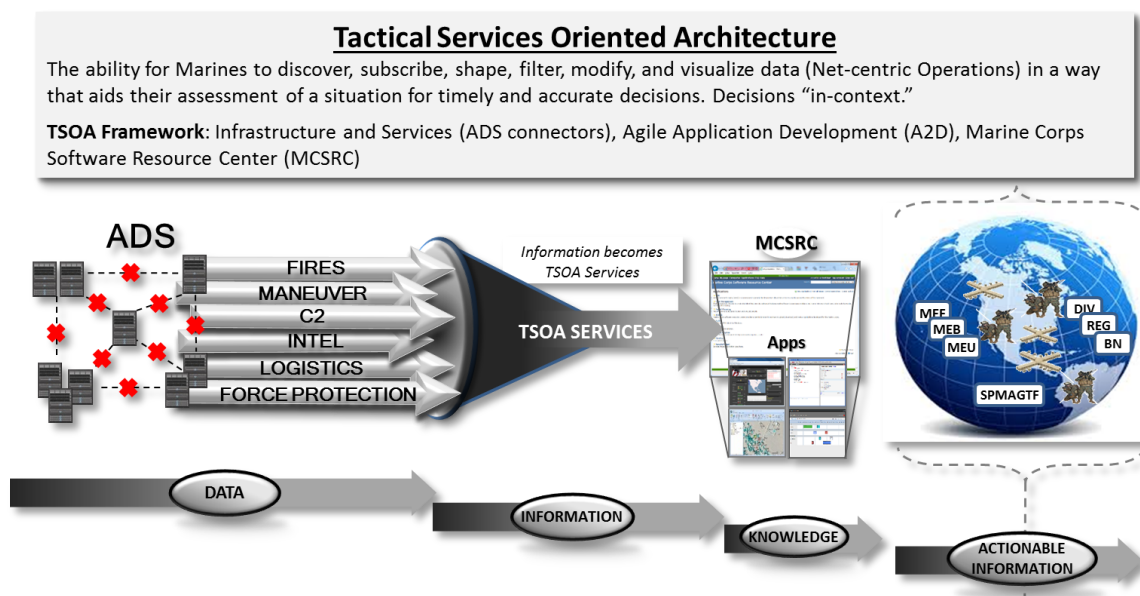 Tactical Services Oriented Architecture
The ability for Marines to discover, subscribe, shape, filter, modify, and visualize data (Net-centric Operations) in a way
that aids their assessment of a situation for timely and accurate decisions. Decisions “in-context.”
TSOA Framework: Infrastructure and Services (ADS connectors), Agile Application Development (A2D), Marine Corps
Software Resource Center (MCSRC)
ADS
FIRES
MANEUVER
C2
INTEL
LOGISTICS
FORCE PROTECTION
Information becomes
TSOA Services
TSOA SERVICES
MCSRC
Apps
MEF
MEB
MEU
DIV
REG
BN
SPMAGTF
DATA
INFORMATION
KNOWLEDGE
ACTIONABLE
INFORMATION